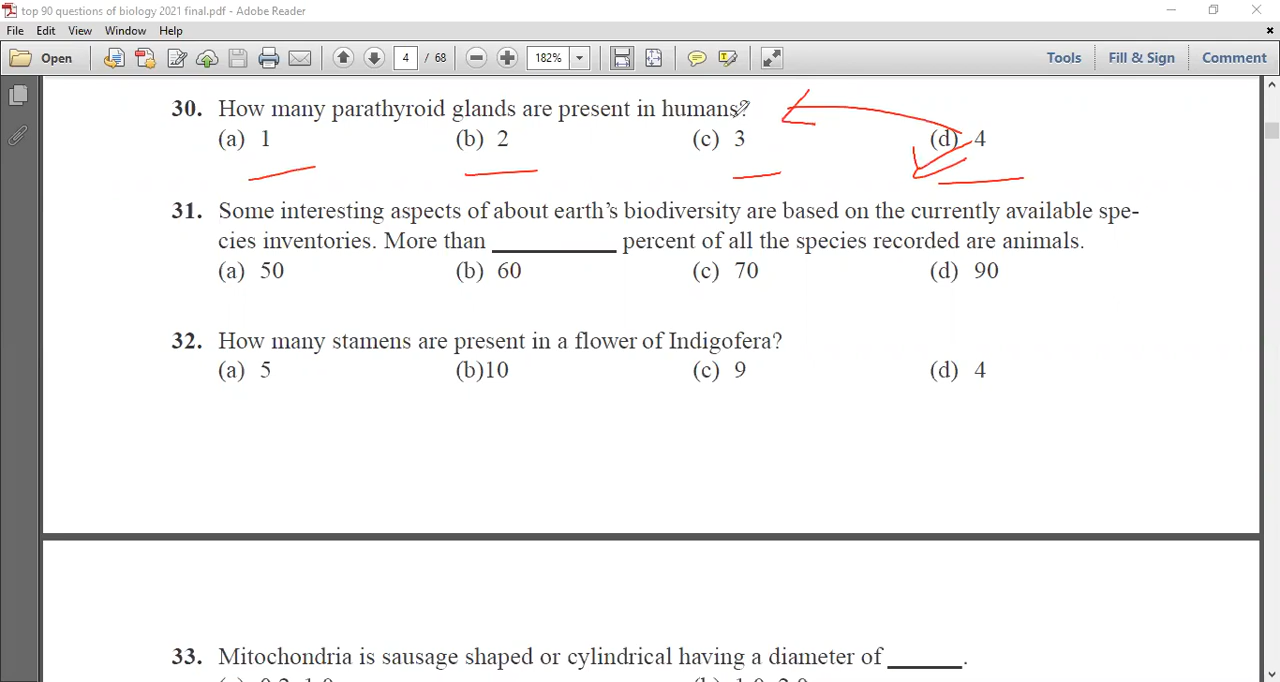 top 90 questions of biology 2021 final.pdf - Adobe Reader
File Edit View Window Help
Open 4 / 68 182% Tools Fill & Sign Comment
30. How many parathyroid glands are present in humans?
(a) 1 (b) 2 (c) 3 (d) 4
31. Some interesting aspects of about earth's biodiversity are based on the currently available spe-
cies inventories. More than __________ percent of all the species recorded are animals.
(a) 50 (b) 60 (c) 70 (d) 90
32. How many stamens are present in a flower of Indigofera?
(a) 5 (b)10 (c) 9 (d) 4
33. Mitochondria is sausage shaped or cylindrical having a diameter of ______.